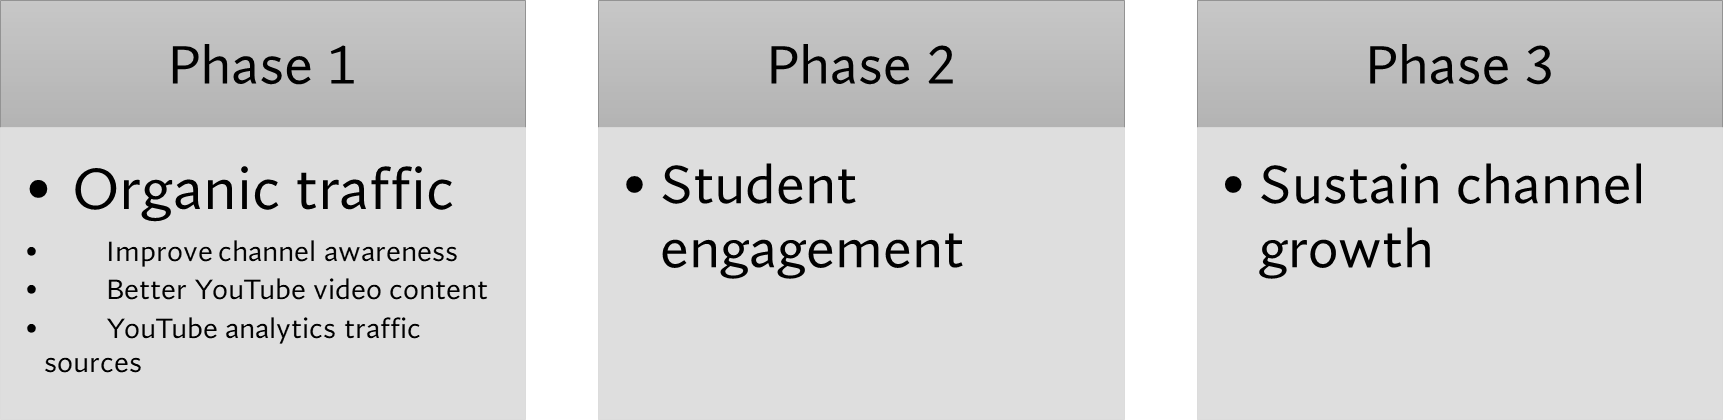 Phase 1
• Organic traffic
• Improve channel awareness
• Better YouTube video content
• YouTube analytics traffic
sources
Phase 2
• Student
engagement
Phase 3
• Sustain channel
growth